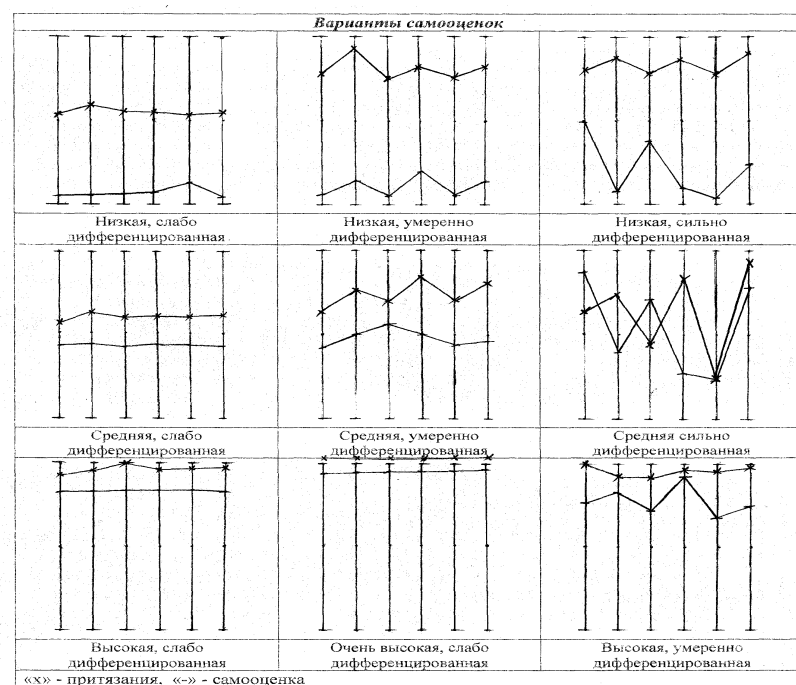 Варианты самооценок
Низкая, слабо
дифференцированная
Низкая, умеренно
дифференцированная
Низкая, сильно
дифференцированная
Средняя, слабо
дифференцированная
Средняя, умеренно
дифференцированная
Средняя сильно
дифференцированная
Высокая, слабо
дифференцированная
Очень высокая, слабо
дифференцированная
Высокая, умеренно
дифференцированная
«х» - притязания, «-» - самооценка